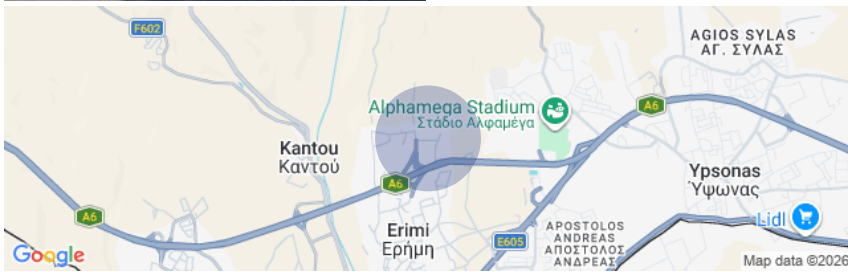 F602
AGIOS SYLAS
ΑΓ. ΣΥΛΑΣ
Alphamega Stadium
Στάδιο Αλφαμέγα
A6
Kantou
Καντού
A6
Ypsonas
Ύψωνας
A6
Erimi
Ερήμη
E605
APOSTOLOS
ANDREAS
ΑΠΟΣΤΟΛΟΣ
ΑΝΔΡΕΑΣ
Lidl
Google
Map data ©2026